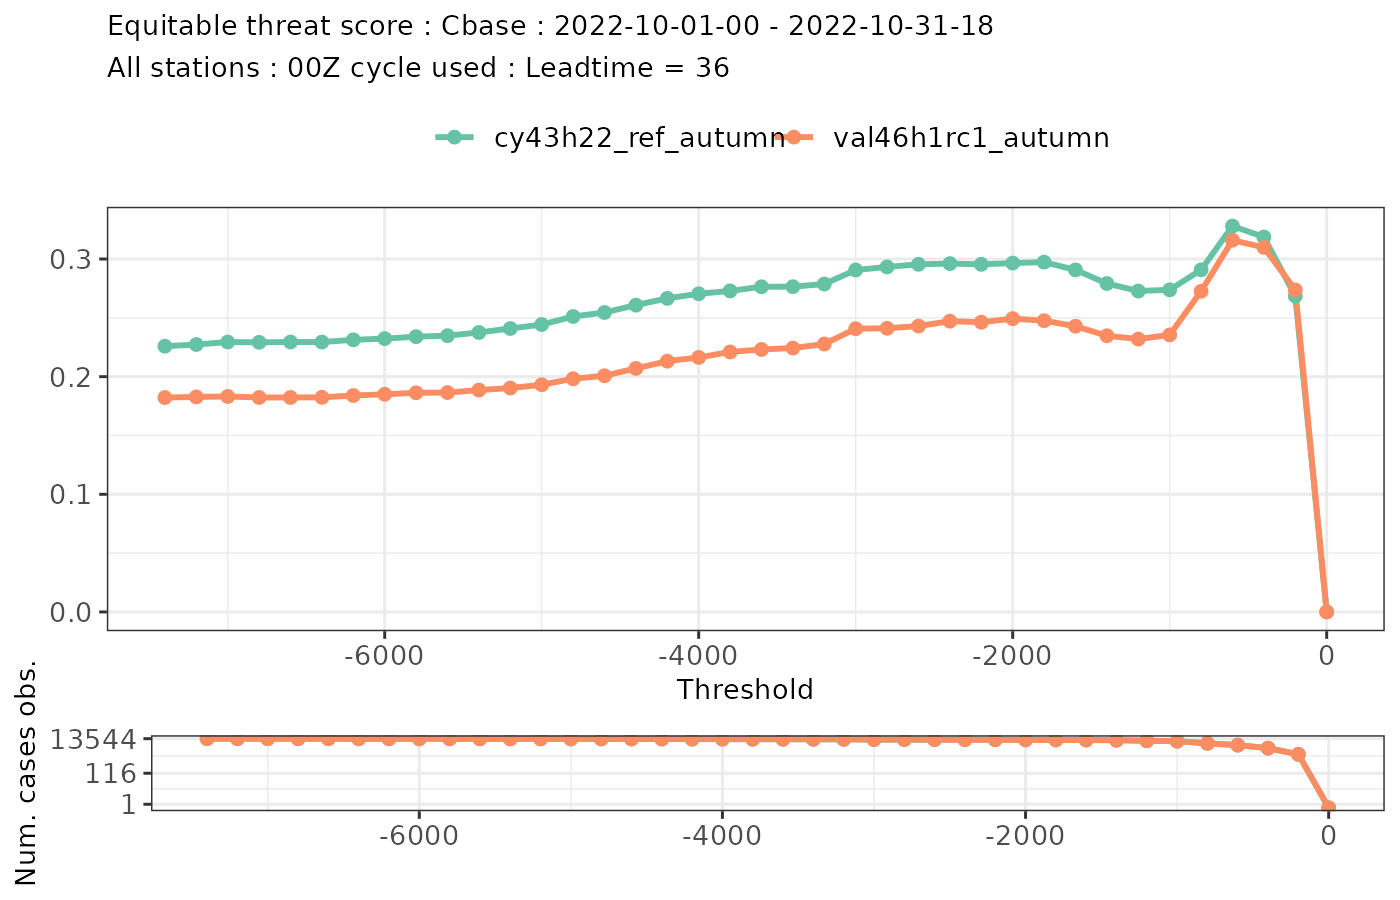 Equitable threat score : Cbase : 2022-10-01-00 - 2022-10-31-18
All stations : 00Z cycle used : Leadtime = 36
cy43h22_ref_autumn val46h1rc1_autumn
0.3
0.2
0.1
0.0
-6000 -4000 -2000 0
Threshold
Num. cases obs.
13544
116
1
-6000 -4000 -2000 0